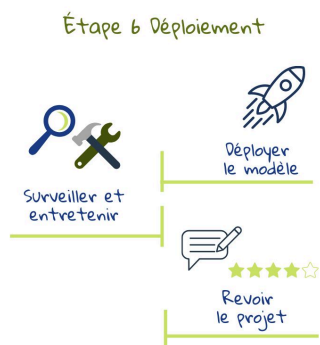 Étape 6 Déploiement
Déployer
le modèle
Surveiller et
entretenir
Revoir
le projet